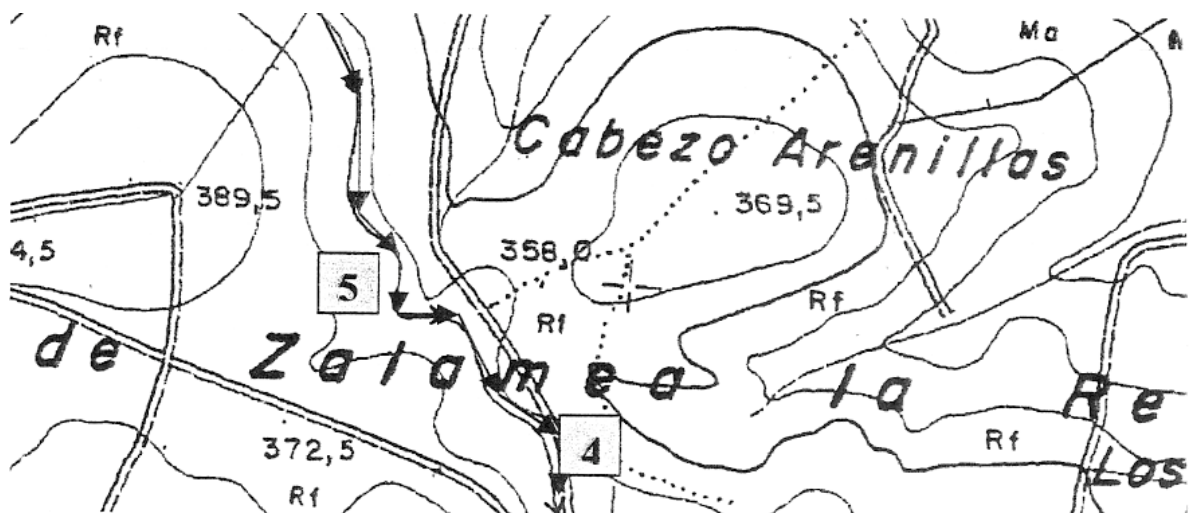 Rf
Ma
Cabezo Arenillas
389,5
369,5
4,5
358,0
5
Rf
Rf
de Zalamea la Re
372,5
4
Rf
Los
Rf